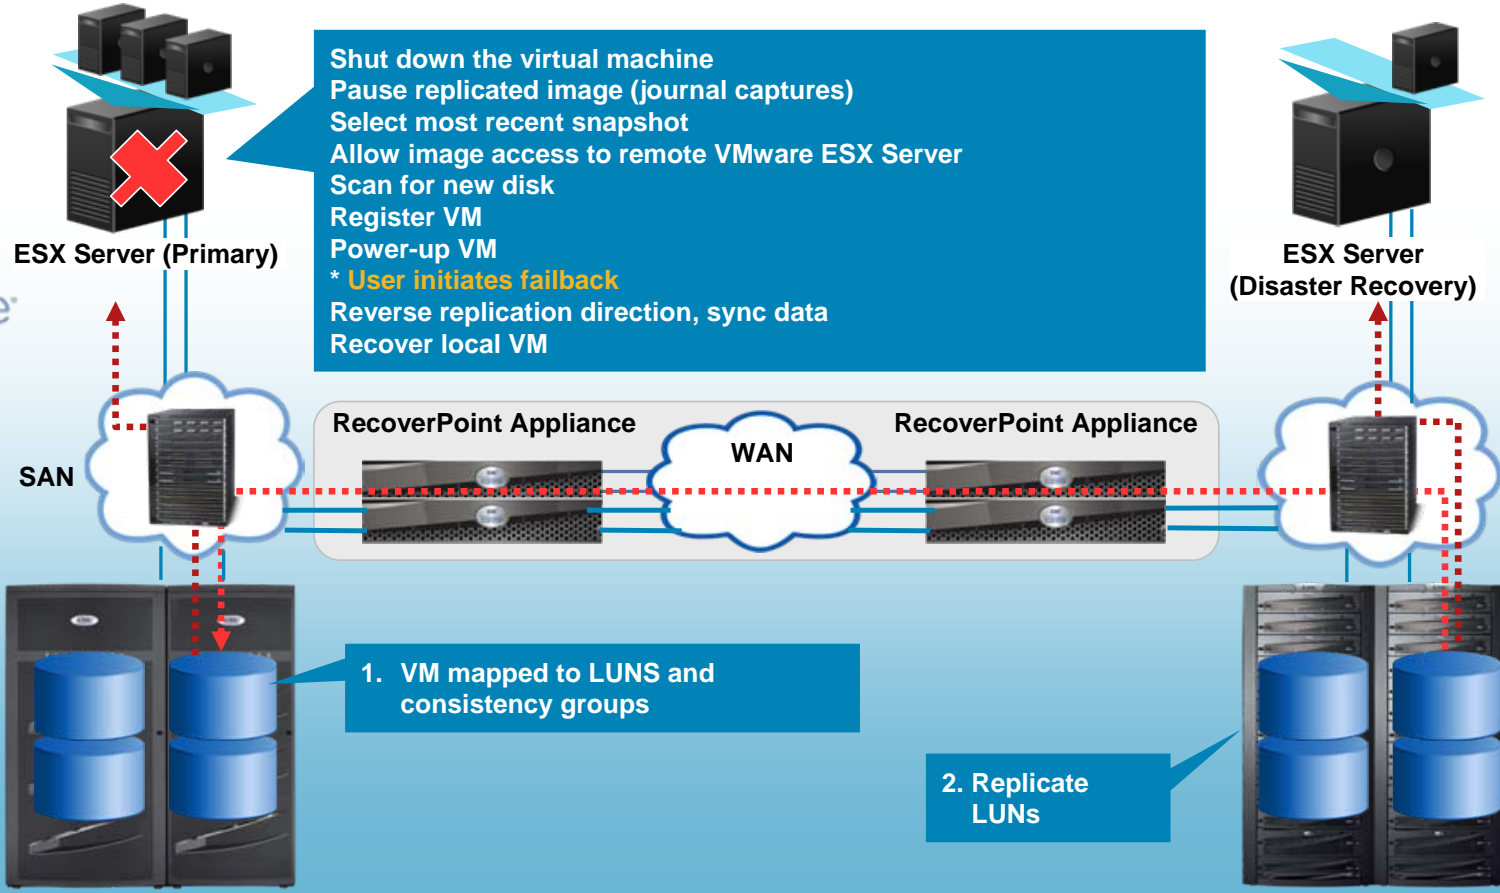 Shut down the virtual machine
Pause replicated image (journal captures)
Select most recent snapshot
Allow image access to remote VMware ESX Server
Scan for new disk
Register VM
Power-up VM
* User initiates failback
Reverse replication direction, sync data
Recover local VM
ESX Server (Primary)
ESX Server
(Disaster Recovery)
RecoverPoint Appliance
WAN
RecoverPoint Appliance
SAN
1. VM mapped to LUNS and
consistency groups
2. Replicate
LUNs